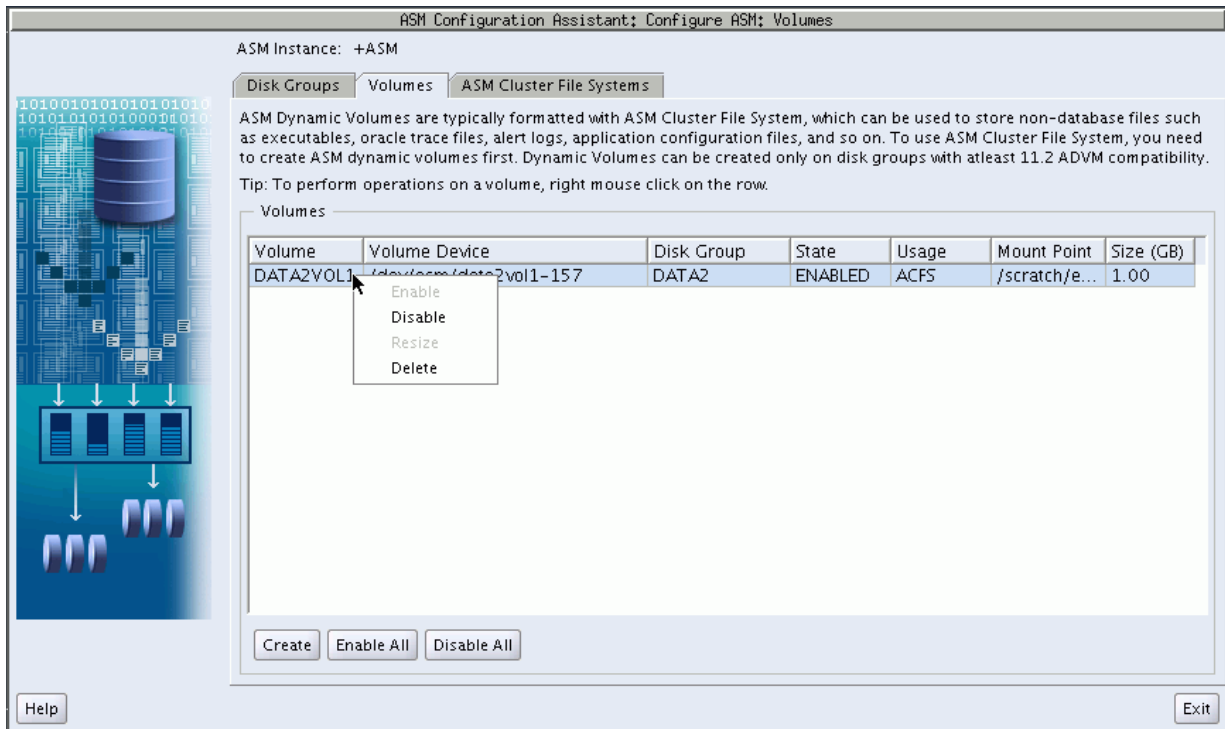 ASM Configuration Assistant: Configure ASM: Volumes
ASM Instance: +ASM
Disk Groups Volumes ASM Cluster File Systems
ASM Dynamic Volumes are typically formatted with ASM Cluster File System, which can be used to store non-database files such
as executables, oracle trace files, alert logs, application configuration files, and so on. To use ASM Cluster File System, you need
to create ASM dynamic volumes first. Dynamic Volumes can be created only on disk groups with atleast 11.2 ADVM compatibility.
Tip: To perform operations on a volume, right mouse click on the row.
Volumes
Volume Volume Device Disk Group State Usage Mount Point Size (GB)
DATA2VOL1 /dev/asm/data2vol1-157 DATA2 ENABLED ACFS /scratch/e... 1.00
Enable
Disable
Resize
Delete
Create Enable All Disable All
Help Exit